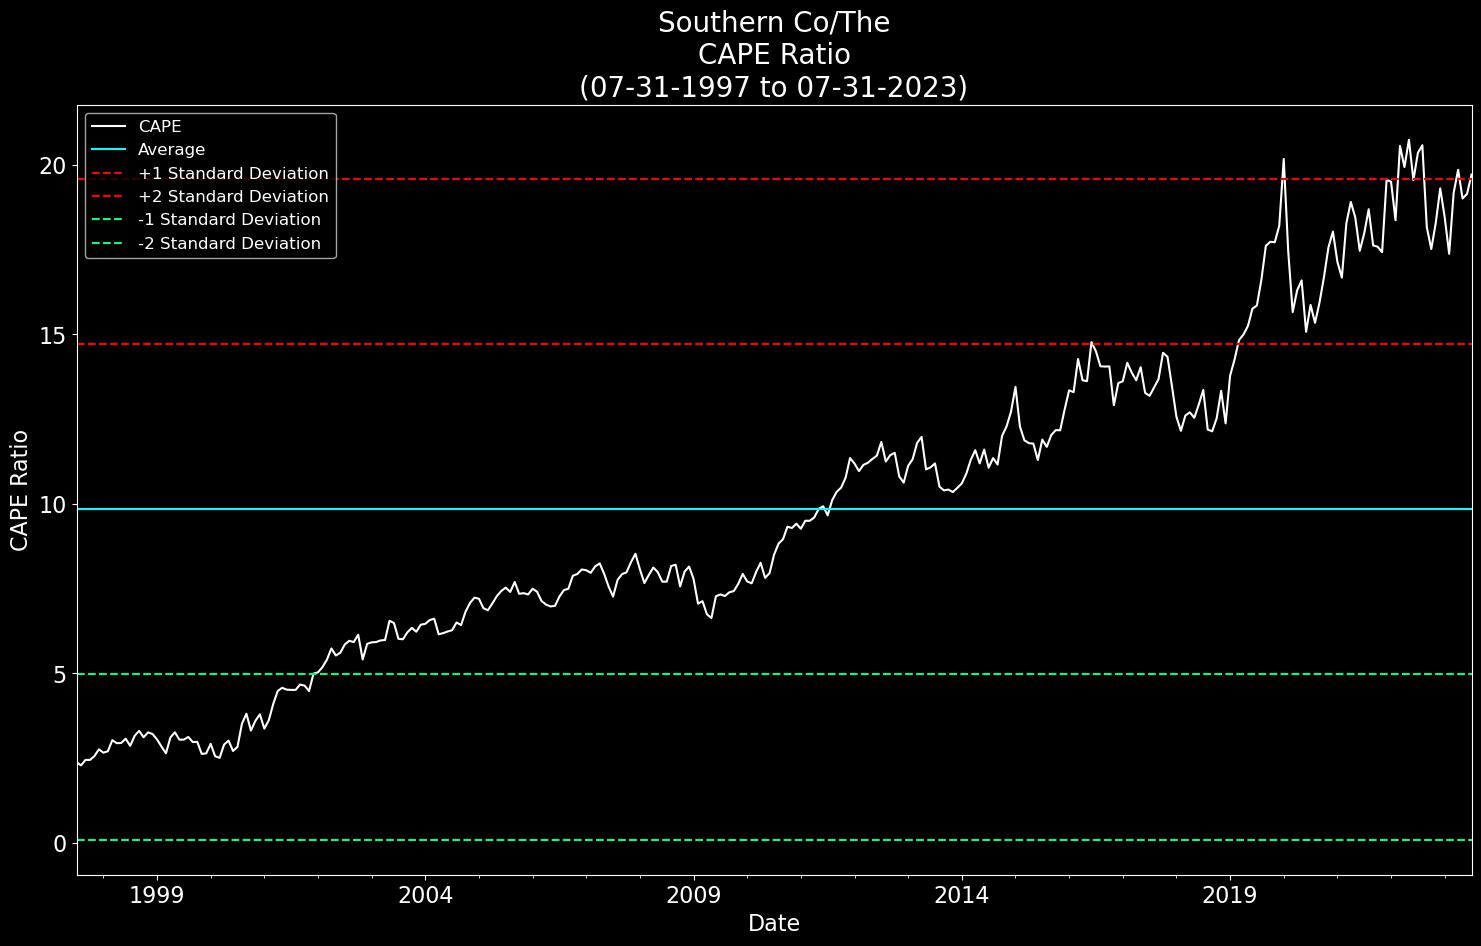 Southern Co/The
CAPE Ratio
(07-31-1997 to 07-31-2023)
CAPE
Average
+1 Standard Deviation
+2 Standard Deviation
-1 Standard Deviation
-2 Standard Deviation
20
15
10
5
0
CAPE Ratio
1999
2004
2009
2014
2019
Date